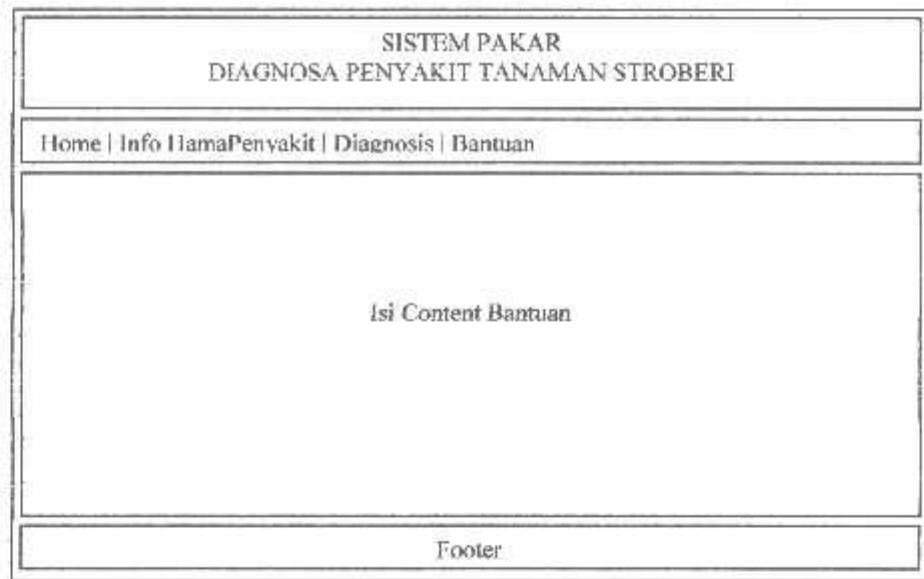 SISTEM PAKAR
DIAGNOSA PENYAKIT TANAMAN STROBERI
Home | Info HamaPenyakit | Diagnosis | Bantuan
Isi Content Bantuan
Footer